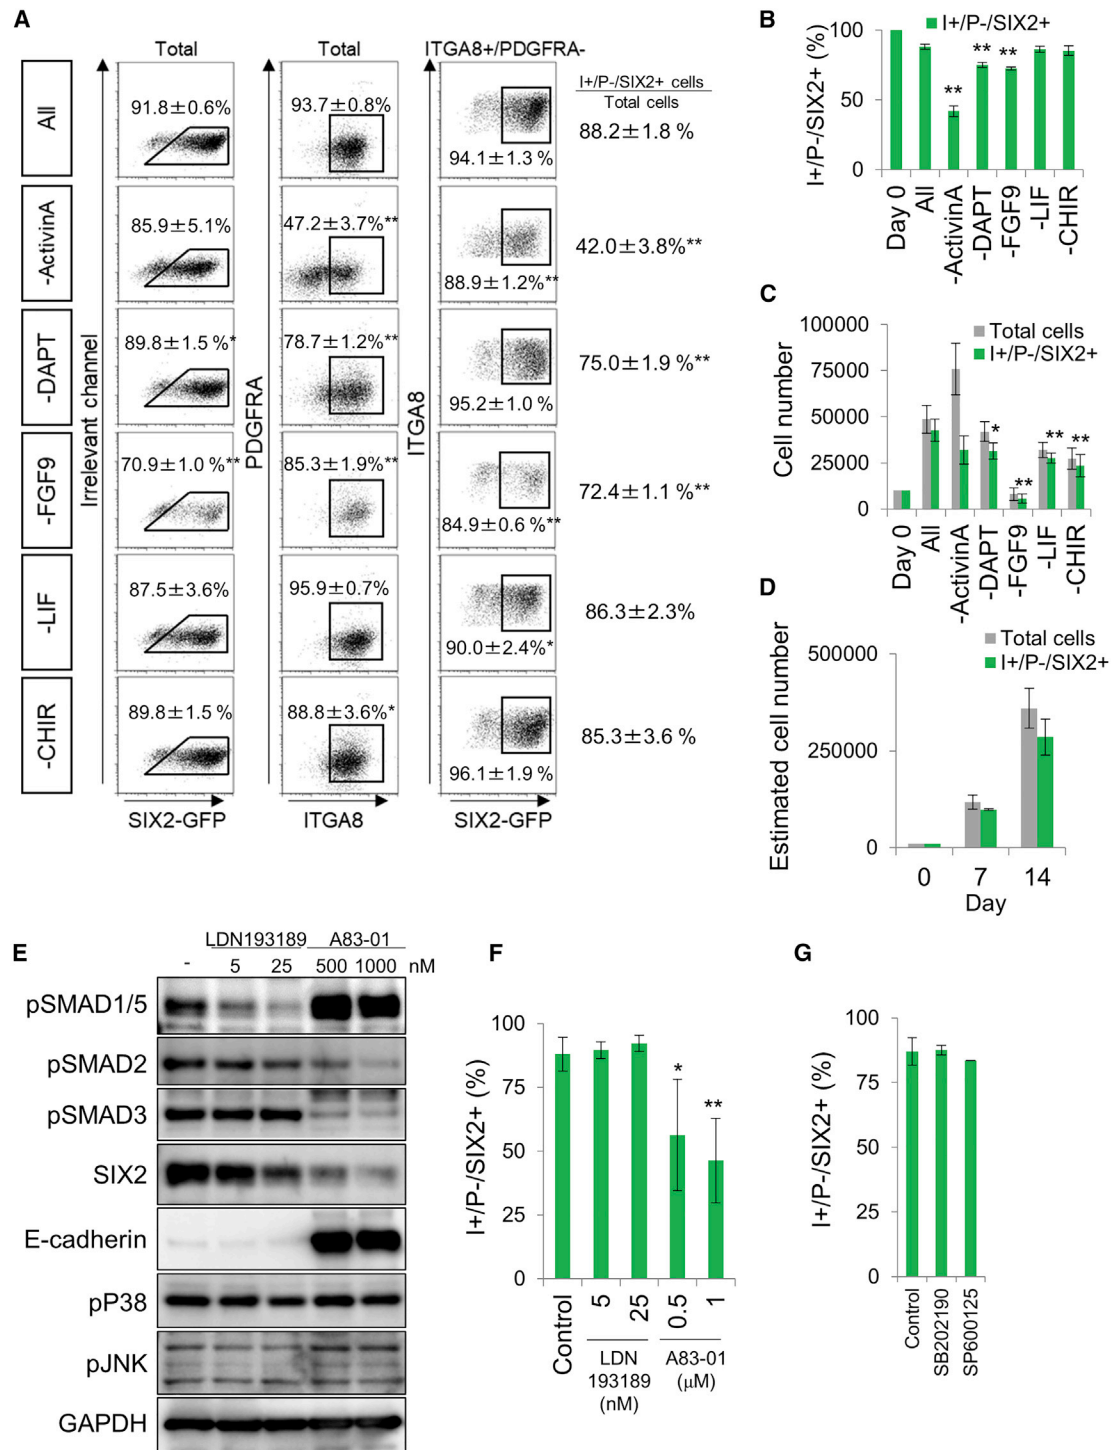 A
Total
Total
ITGA8+/PDGFRA-
I+/P-/SIX2+ cells
Total cells
All
91.8±0.6%
93.7±0.8%
94.1±1.3 %
88.2±1.8 %
-ActivinA
85.9±5.1%
47.2±3.7%**
88.9±1.2%**
42.0±3.8%**
-DAPT
89.8±1.5 %*
78.7±1.2%**
95.2±1.0 %
75.0±1.9 %**
-FGF9
70.9±1.0 %**
85.3±1.9%**
84.9±0.6 %**
72.4±1.1 %**
-LIF
87.5±3.6%
95.9±0.7%
90.0±2.4%*
86.3±2.3%
-CHIR
89.8±1.5 %
88.8±3.6%*
96.1±1.9 %
85.3±3.6 %
Irrelevant channel
PDGFRA
ITGA8
SIX2-GFP
ITGA8
SIX2-GFP
B
I+/P-/SIX2+
I+/P-/SIX2+ (%)
100
50
0
**
**
**
Day 0
All
-ActivinA
-DAPT
-FGF9
-LIF
-CHIR
C
Total cells
I+/P-/SIX2+
Cell number
100000
75000
50000
25000
0
*
**
**
**
Day 0
All
-ActivinA
-DAPT
-FGF9
-LIF
-CHIR
D
Total cells
I+/P-/SIX2+
Estimated cell number
500000
250000
0
0 7 14
Day
E
LDN193189 A83-01
- 5 25 500 1000 nM
pSMAD1/5
pSMAD2
pSMAD3
SIX2
E-cadherin
pP38
pJNK
GAPDH
F
I+/P-/SIX2+ (%)
100
75
50
25
0
*
**
Control
5
25
0.5
1
LDN
193189
(nM)
A83-01
(μM)
G
I+/P-/SIX2+ (%)
100
75
50
25
0
Control
SB202190
SP600125